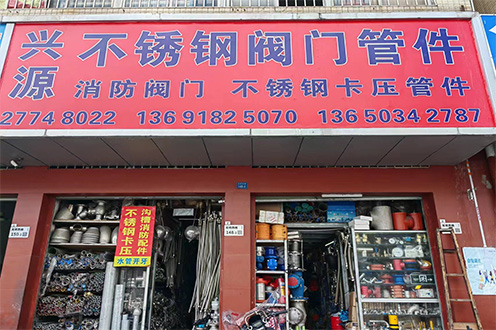 兴源
不锈钢阀门管件
消防阀门 不锈钢卡压管件
2774 8022 136 9182 5070 136 5034 2787
沟槽消防配件
不锈钢卡压
水管开牙